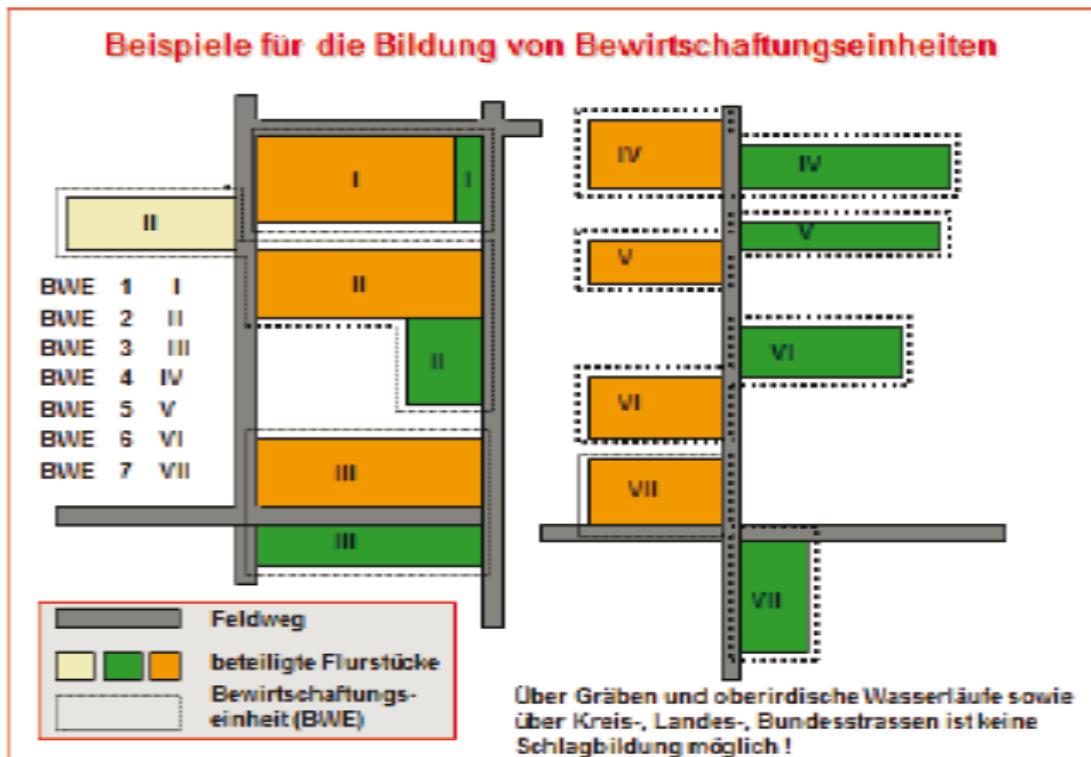 Beispiele für die Bildung von Bewirtschaftungseinheiten
I I
II
II
II
III
III
BWE 1 I
BWE 2 II
BWE 3 III
BWE 4 IV
BWE 5 V
BWE 6 VI
BWE 7 VII
IV IV
V
V
VI
VI
VII
VII
Feldweg
beteiligte Flurstücke
Bewirtschaftungs-
einheit (BWE)
Über Gräben und oberirdische Wasserläufe sowie
über Kreis-, Landes-, Bundesstrassen ist keine
Schlagbildung möglich !